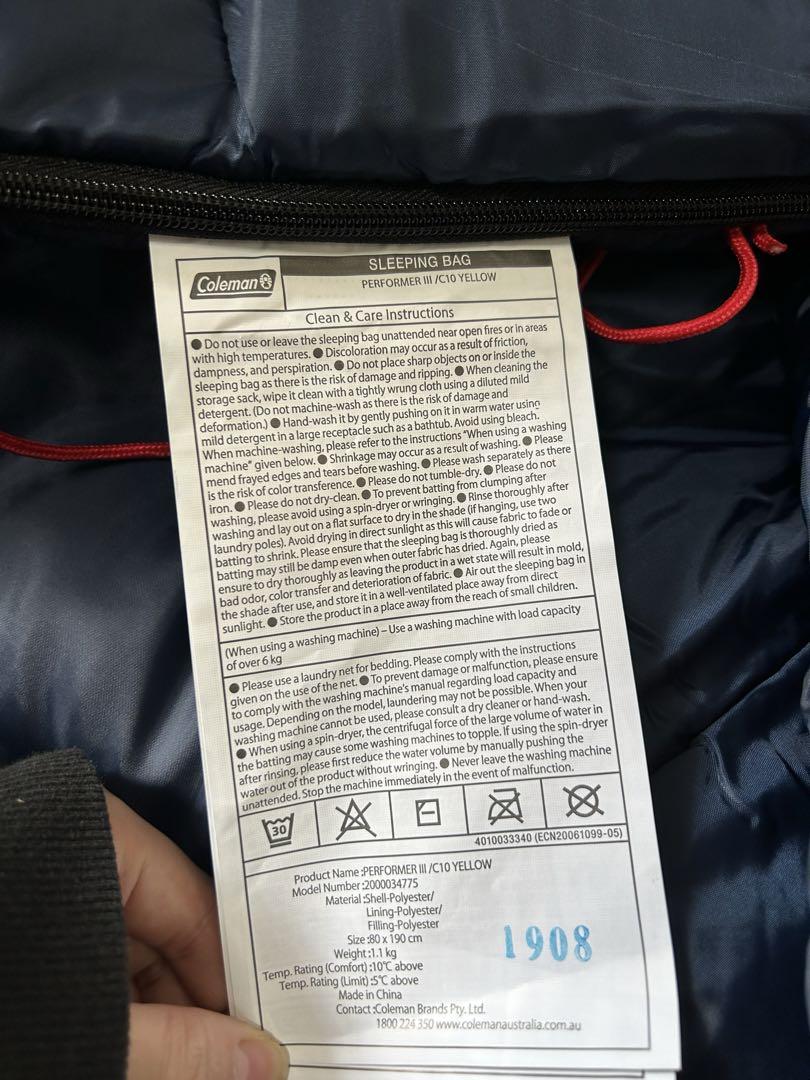 Coleman
SLEEPING BAG
PERFORMER III /C10 YELLOW
Clean & Care Instructions
● Do not use or leave the sleeping bag unattended near open fires or in areas
with high temperatures. ● Discoloration may occur as a result of friction,
dampness, and perspiration. ● Do not place sharp objects on or inside the
sleeping bag as there is the risk of damage and ripping. ● When cleaning the
storage sack, wipe it clean with a tightly wrung cloth using a diluted mild
detergent. (Do not machine-wash as there is the risk of damage and
deformation.) ● Hand-wash it by gently pushing on it in warm water using
mild detergent in a large receptacle such as a bathtub. Avoid using bleach.
When machine-washing, please refer to the instructions "When using a washing
machine" given below. ● Shrinkage may occur as a result of washing. ● Please
mend frayed edges and tears before washing. ● Please wash separately as there
is the risk of color transference. ● Please do not tumble-dry. ● Please do not
iron. ● Please do not dry-clean. ● To prevent batting from clumping after
washing, please avoid using a spin-dryer or wringing. ● Rinse thoroughly after
washing and lay out on a flat surface to dry in the shade (if hanging, use two
laundry poles). Avoid drying in direct sunlight as this will cause fabric to fade or
batting to shrink. Please ensure that the sleeping bag is thoroughly dried as
batting may still be damp even when outer fabric has dried. Again, please
ensure to dry thoroughly as leaving the product in a wet state will result in mold,
bad odor, color transfer and deterioration of fabric. ● Air out the sleeping bag in
the shade after use, and store it in a well-ventilated place away from direct
sunlight. ● Store the product in a place away from the reach of small children.
(When using a washing machine) – Use a washing machine with load capacity
of over 6 kg
● Please use a laundry net for bedding. Please comply with the instructions
given on the use of the net. ● To prevent damage or malfunction, please ensure
to comply with the washing machine's manual regarding load capacity and
usage. Depending on the model, laundering may not be possible. When your
washing machine cannot be used, please consult a dry cleaner or hand-wash.
● When using a spin-dryer, the centrifugal force of the large volume of water in
the batting may cause some washing machines to topple. If using the spin-dryer
after rinsing, please first reduce the water volume by manually pushing the
water out of the product without wringing. ● Never leave the washing machine
unattended. Stop the machine immediately in the event of malfunction.
30
4010033340 (ECN20061099-05)
Product Name :PERFORMER III /C10 YELLOW
Model Number :2000034775
Material :Shell-Polyester/
Lining-Polyester/
Filling-Polyester
Size :80 x 190 cm
Weight :1.1 kg
Temp. Rating (Comfort) :10℃ above
Temp. Rating (Limit) :5℃ above
Made in China
Contact :Coleman Brands Pty. Ltd.
1800 224 350 www.colemanaustralia.com.au
1908